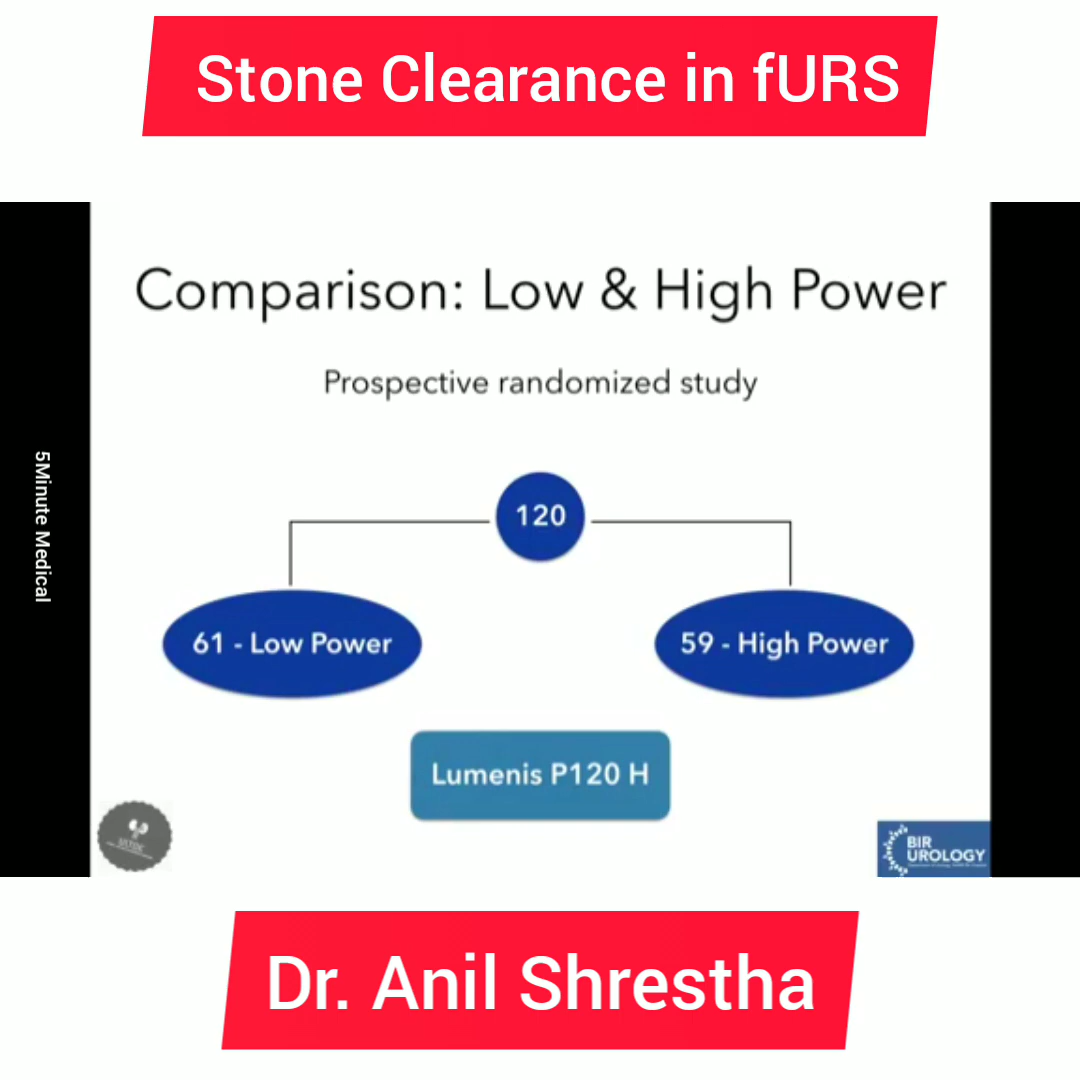 Stone Clearance in fURS
Comparison: Low & High Power
Prospective randomized study
120
61 - Low Power
59 - High Power
Lumenis P120 H
5Minute Medical
BIR
UROLOGY
Dr. Anil Shrestha